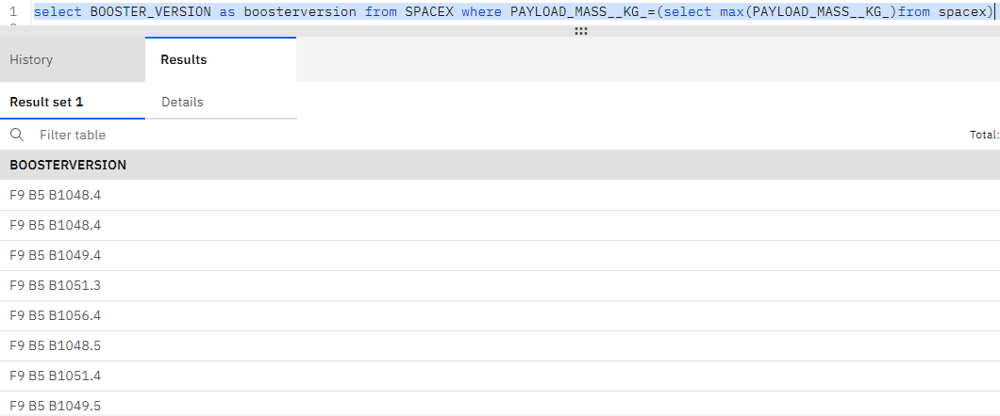 1 select BOOSTER_VERSION as boosterversion from SPACEX where PAYLOAD_MASS__KG_=(select max(PAYLOAD_MASS__KG_)from spacex)
History Results
Result set 1 Details
Filter table Total:
BOOSTERVERSION
F9 B5 B1048.4
F9 B5 B1048.4
F9 B5 B1049.4
F9 B5 B1051.3
F9 B5 B1056.4
F9 B5 B1048.5
F9 B5 B1051.4
F9 B5 B1049.5